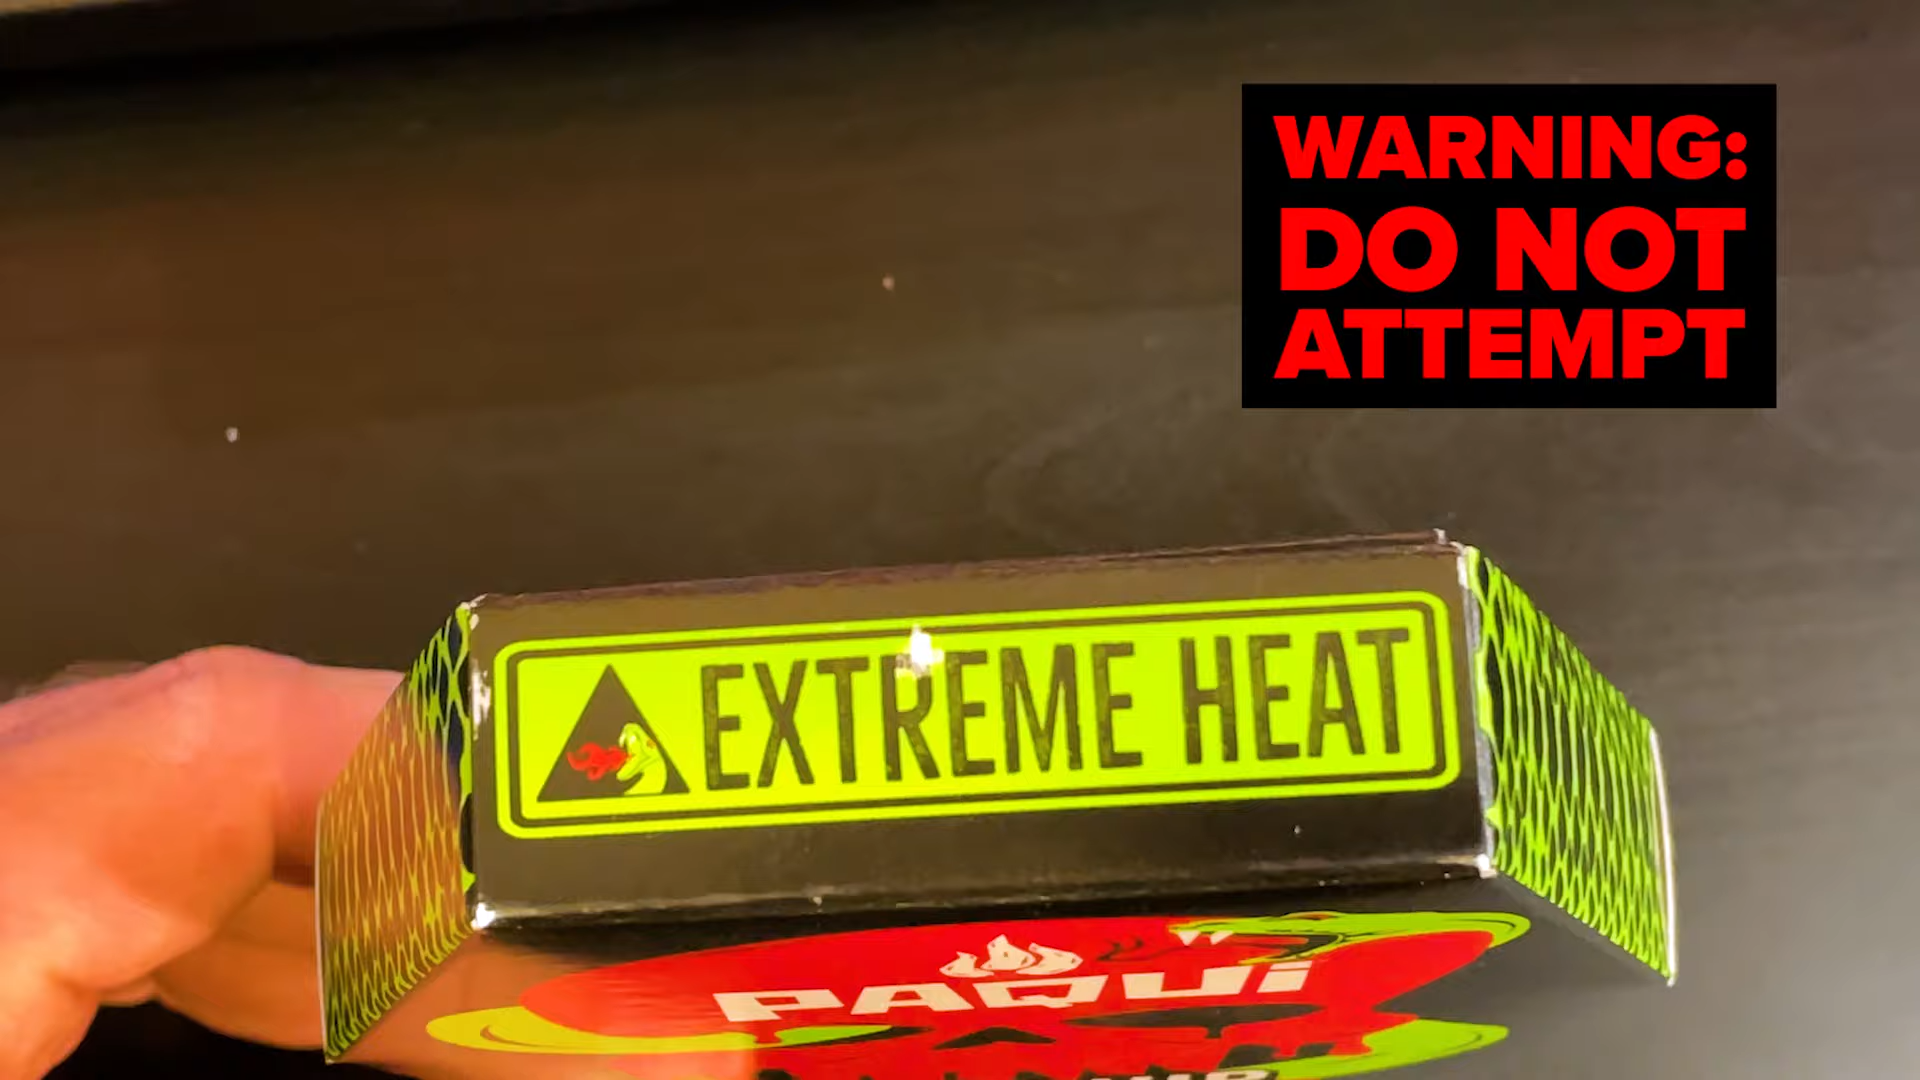 WARNING:
DO NOT
ATTEMPT
EXTREME HEAT
PAQUI